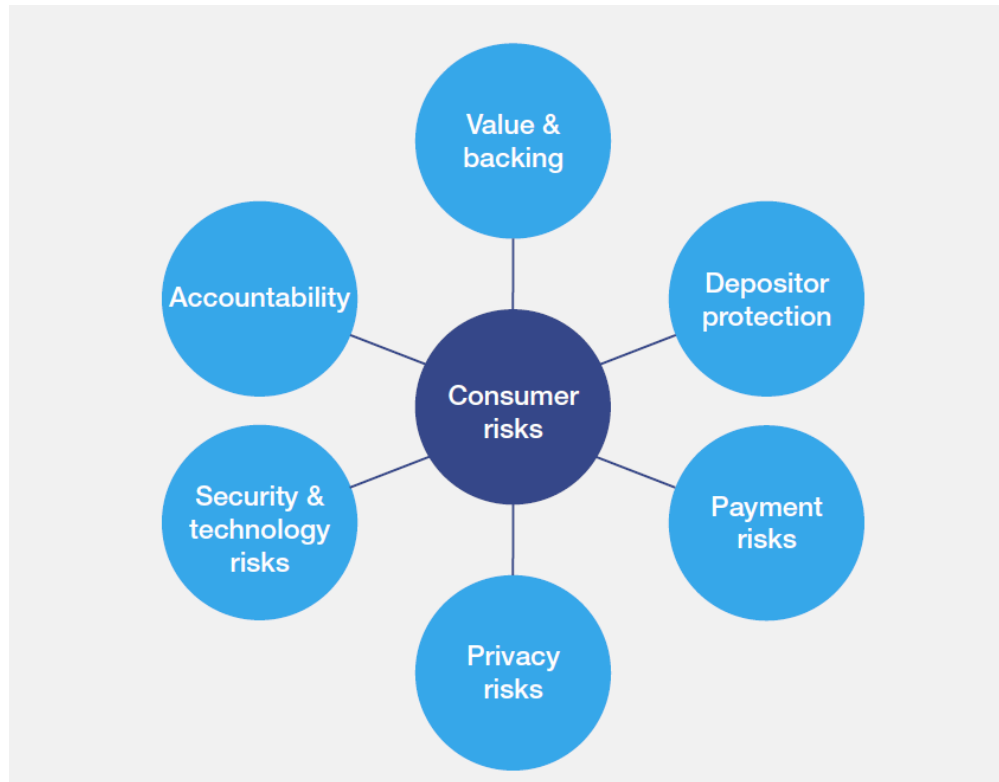 Value &
backing
Accountability
Depositor
protection
Consumer
risks
Security &
technology
risks
Payment
risks
Privacy
risks